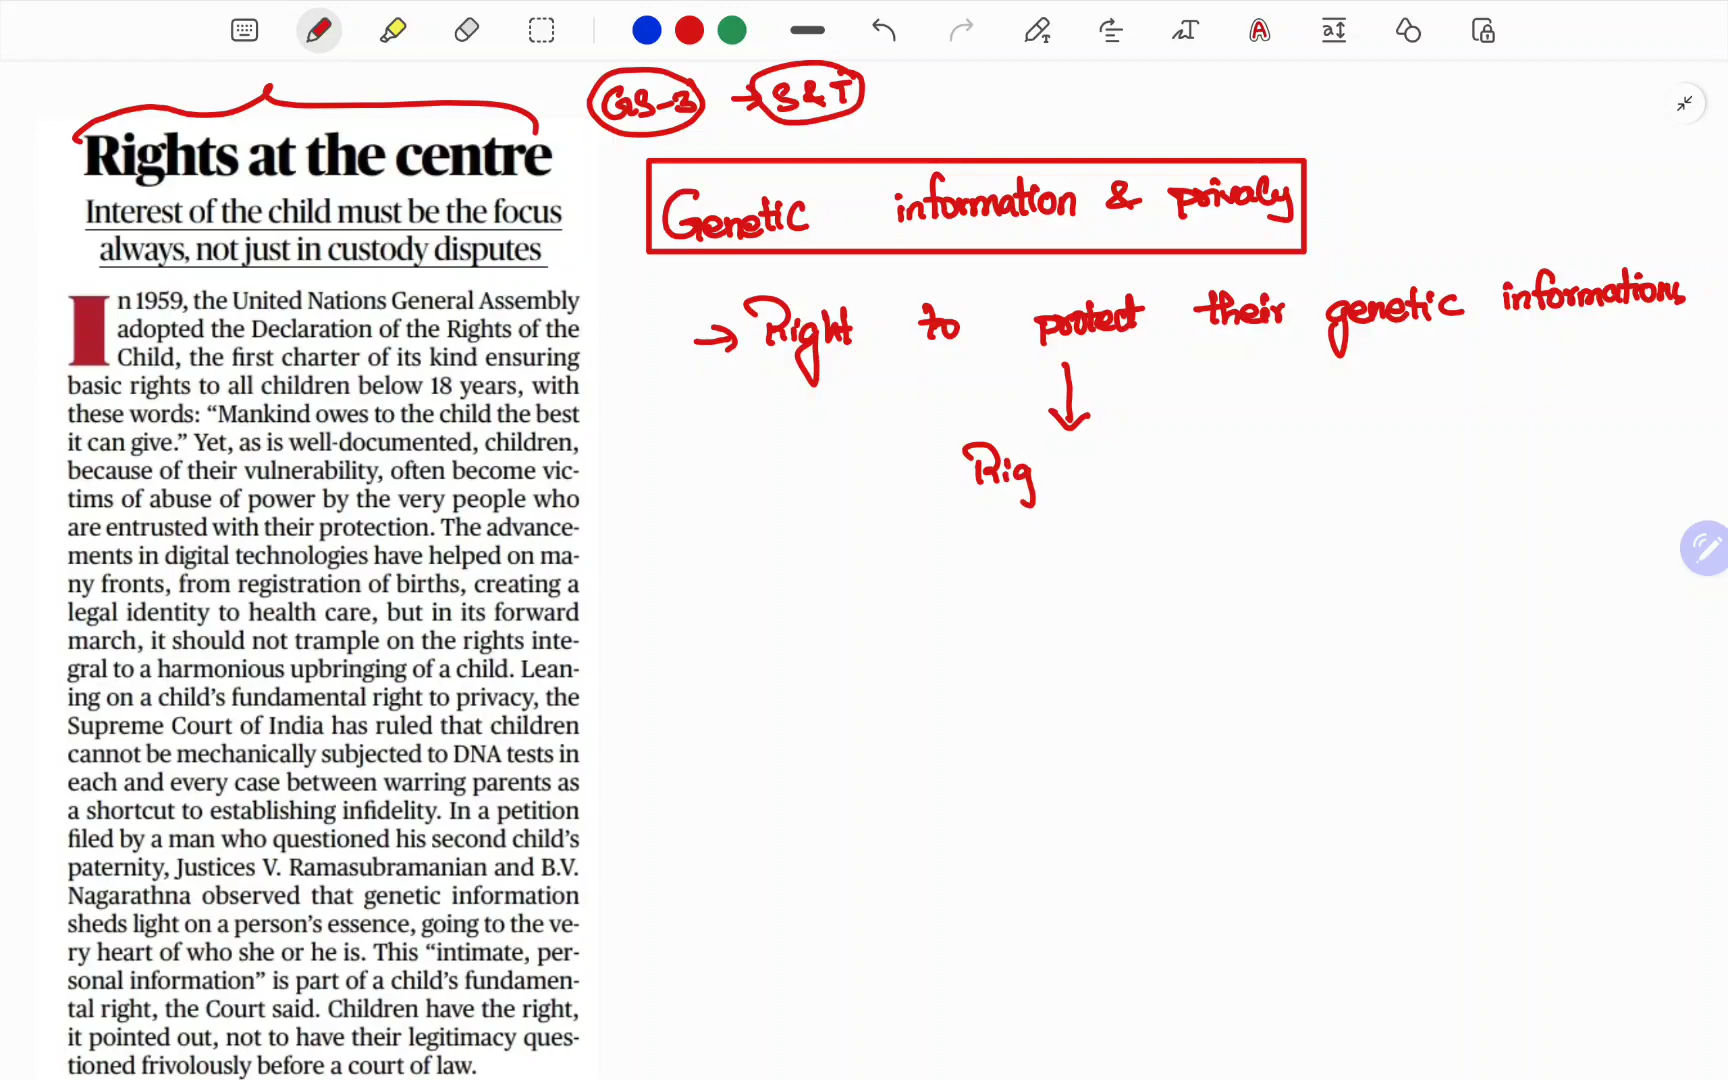 GS-3 → S & T
Rights at the centre
Interest of the child must be the focus
always, not just in custody disputes
In 1959, the United Nations General Assembly
adopted the Declaration of the Rights of the
Child, the first charter of its kind ensuring
basic rights to all children below 18 years, with
these words: “Mankind owes to the child the best
it can give.” Yet, as is well-documented, children,
because of their vulnerability, often become vic-
tims of abuse of power by the very people who
are entrusted with their protection. The advance-
ments in digital technologies have helped on ma-
ny fronts, from registration of births, creating a
legal identity to health care, but in its forward
march, it should not trample on the rights inte-
gral to a harmonious upbringing of a child. Lean-
ing on a child’s fundamental right to privacy, the
Supreme Court of India has ruled that children
cannot be mechanically subjected to DNA tests in
each and every case between warring parents as
a shortcut to establishing infidelity. In a petition
filed by a man who questioned his second child’s
paternity, Justices V. Ramasubramanian and B.V.
Nagarathna observed that genetic information
sheds light on a person’s essence, going to the ve-
ry heart of who she or he is. This “intimate, per-
sonal information” is part of a child’s fundamen-
tal right, the Court said. Children have the right,
it pointed out, not to have their legitimacy ques-
tioned frivolously before a court of law.
Genetic information & privacy
→ Right to protect their genetic information
Rig